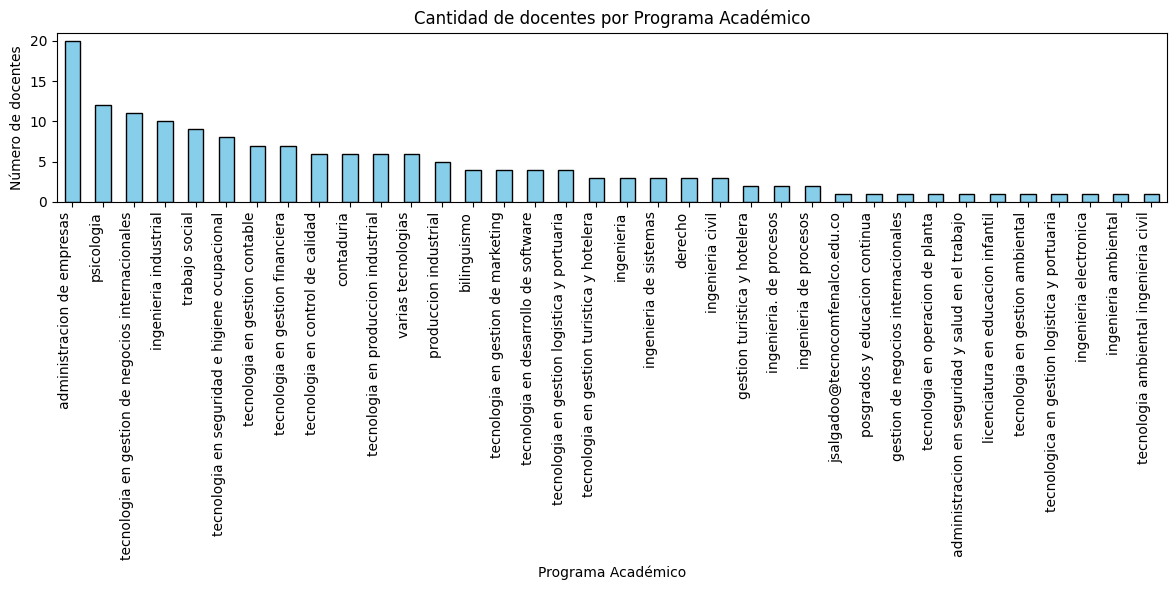 Cantidad de docentes por Programa Académico
Número de docentes
20
15
10
5
0
administracion de empresas
psicologia
tecnologia en gestion de negocios internacionales
ingenieria industrial
trabajo social
tecnologia en seguridad e higiene ocupacional
tecnologia en gestion contable
tecnologia en gestion financiera
tecnologia en control de calidad
contaduria
tecnologia en produccion industrial
varias tecnologias
produccion industrial
bilinguismo
tecnologia en gestion de marketing
tecnologia en desarrollo de software
tecnologia en gestion logistica y portuaria
tecnologia en gestion turistica y hotelera
ingenieria
ingenieria de sistemas
derecho
ingenieria civil
gestion turistica y hotelera
ingenieria. de procesos
ingenieria de procesos
jsalgadoo@tecnocomfenalco.edu.co
posgrados y educacion continua
gestion de negocios internacionales
tecnologia en operacion de planta
administracion en seguridad y salud en el trabajo
licenciatura en educacion infantil
tecnologia en gestion ambiental
tecnologica en gestion logistica y portuaria
ingenieria electronica
ingenieria ambiental
tecnologia ambiental ingenieria civil
Programa Académico